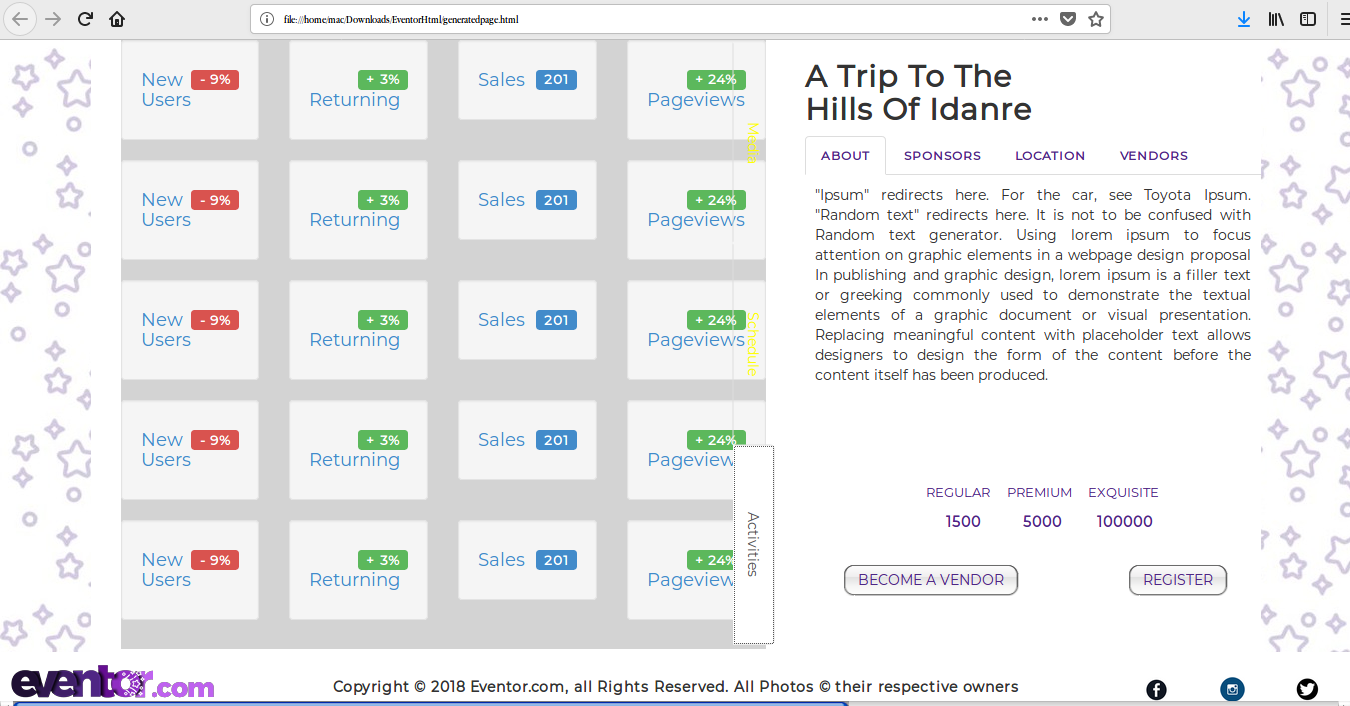 file:///home/mac/Downloads/EventorHtml/generatedpage.html
New - 9%
Users
+ 3%
Returning
Sales 201
+ 24%
Pageviews
New - 9%
Users
+ 3%
Returning
Sales 201
+ 24%
Pageviews
New - 9%
Users
+ 3%
Returning
Sales 201
+ 24%
Pageviews
New - 9%
Users
+ 3%
Returning
Sales 201
+ 24%
Pageview
New - 9%
Users
+ 3%
Returning
Sales 201
+ 24%
Pageview
Media
Schedule
Activities
A Trip To The
Hills Of Idanre
ABOUT SPONSORS LOCATION VENDORS
"Ipsum" redirects here. For the car, see Toyota Ipsum.
"Random text" redirects here. It is not to be confused with
Random text generator. Using lorem ipsum to focus
attention on graphic elements in a webpage design proposal
In publishing and graphic design, lorem ipsum is a filler text
or greeking commonly used to demonstrate the textual
elements of a graphic document or visual presentation.
Replacing meaningful content with placeholder text allows
designers to design the form of the content before the
content itself has been produced.
REGULAR PREMIUM EXQUISITE
1500 5000 100000
BECOME A VENDOR REGISTER
eventor.com
Copyright © 2018 Eventor.com, all Rights Reserved. All Photos © their respective owners